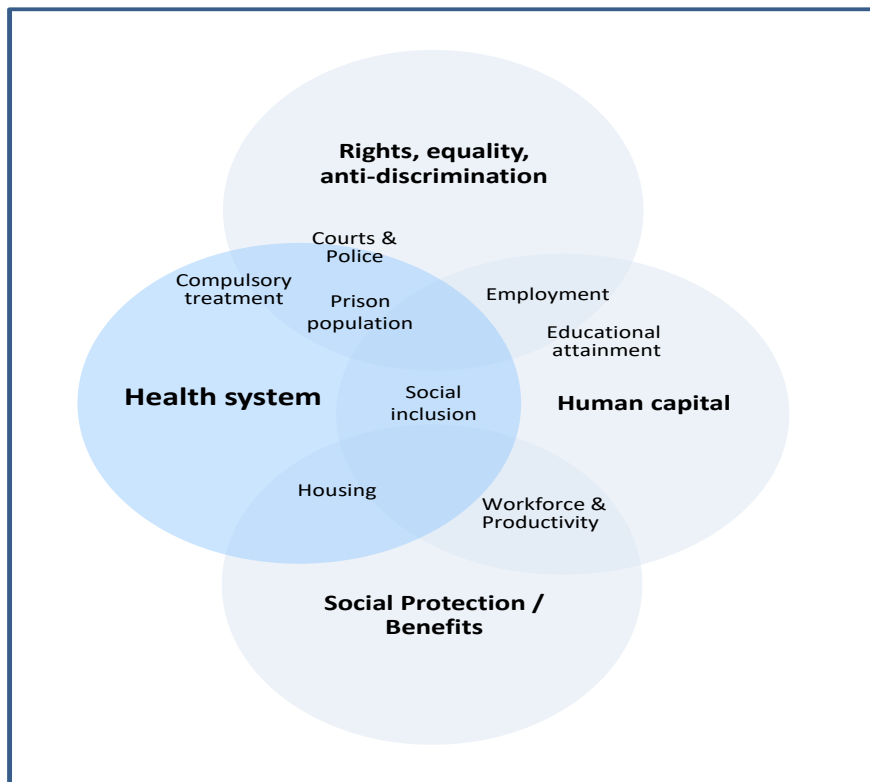 Rights, equality,
anti-discrimination
Courts &
Police
Compulsory
treatment
Prison
population
Employment
Educational
attainment
Health system
Social
inclusion
Human capital
Housing
Workforce &
Productivity
Social Protection /
Benefits